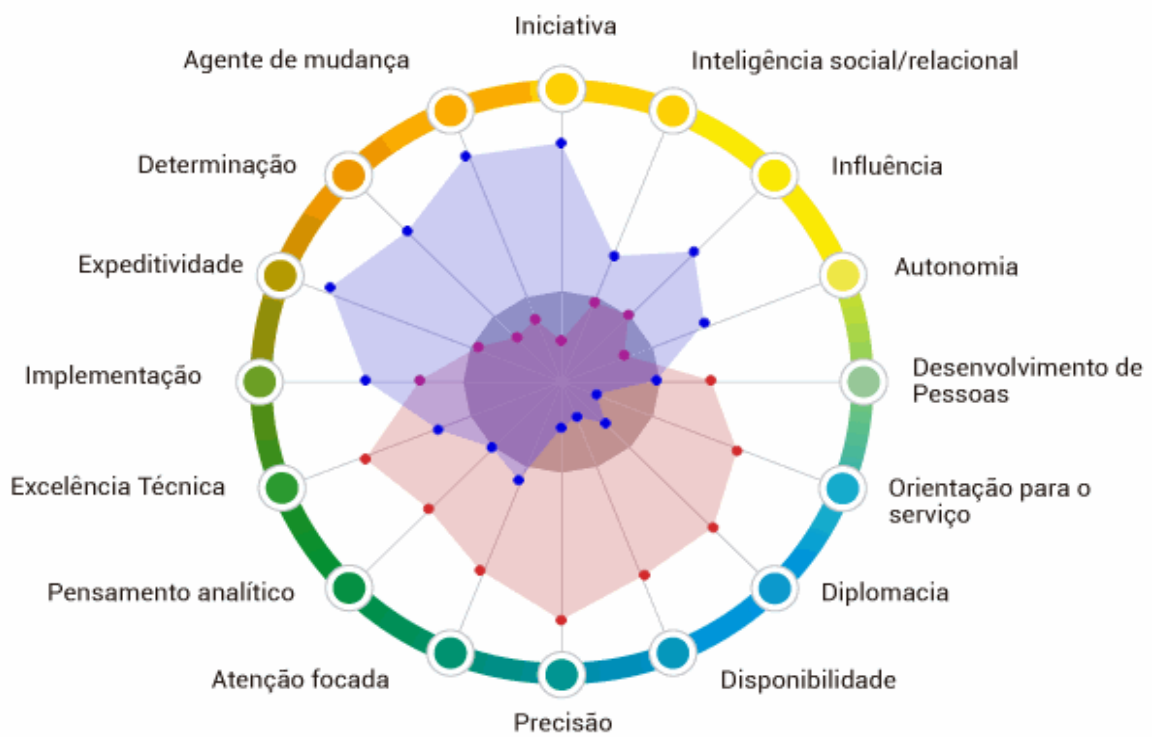 Iniciativa
Agente de mudança
Inteligência social/relacional
Determinação
Influência
Expeditividade
Autonomia
Implementação
Desenvolvimento de
Pessoas
Excelência Técnica
Orientação para o
serviço
Pensamento analítico
Diplomacia
Atenção focada
Disponibilidade
Precisão